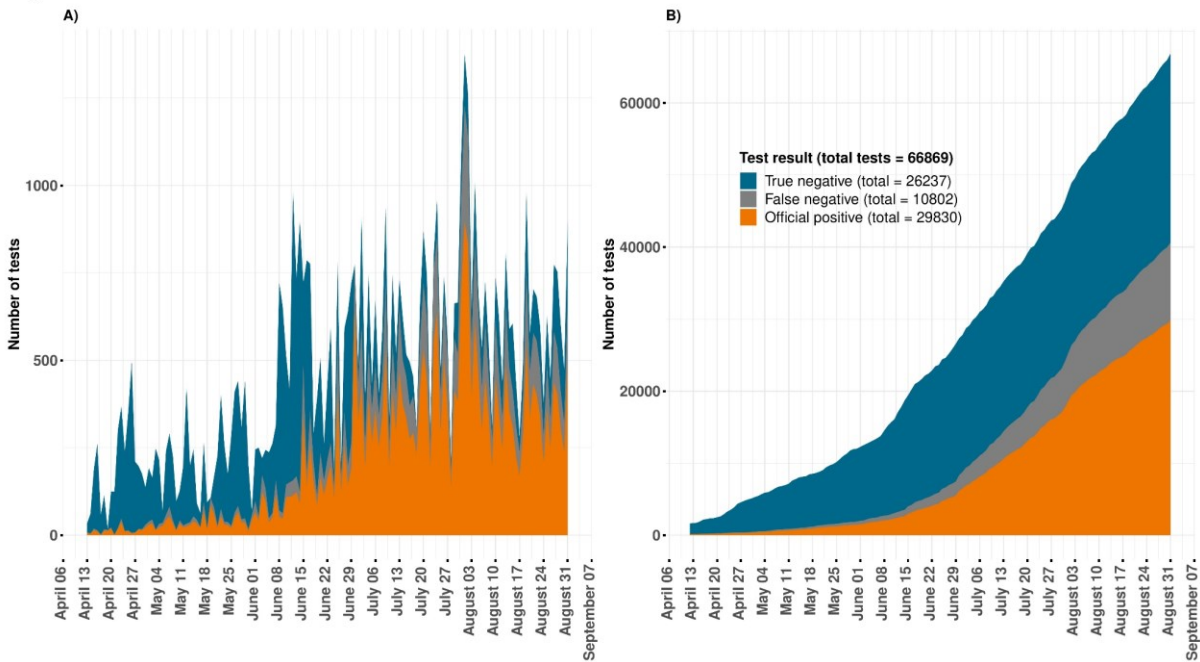 A)
Number of tests
1000
500
0
April 06
April 13
April 20
April 27
May 04
May 11
May 18
May 25
June 01
June 08
June 15
June 22
June 29
July 06
July 13
July 20
July 27
August 03
August 10
August 17
August 24
August 31
September 07
B)
Number of tests
60000
40000
20000
0
Test result (total tests = 66869)
True negative (total = 26237)
False negative (total = 10802)
Official positive (total = 29830)
April 06
April 13
April 20
April 27
May 04
May 11
May 18
May 25
June 01
June 08
June 15
June 22
June 29
July 06
July 13
July 20
July 27
August 03
August 10
August 17
August 24
August 31
September 07